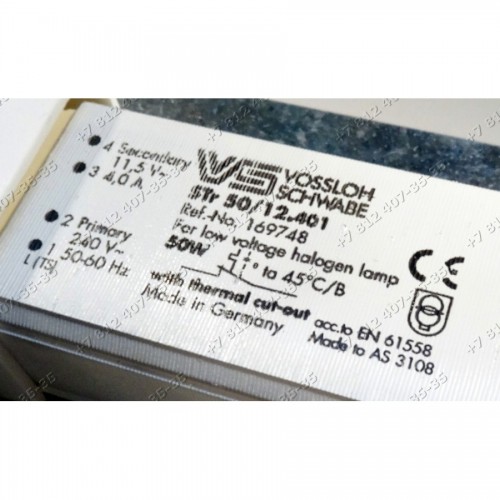 4 Secondary
11,5 V~
3 4,0 A
2 Primary
240 V~
1 50-60 Hz
L (TS)
VS VOSSLOH
SCHWABE
STr 50/12.401
Ref.-No. 169748
For low voltage halogen lamp
50W to 45°C/B
with thermal cut-out
Made in Germany
acc.to EN 61558
Made to AS 3108
CE
+7 812 407-35-35